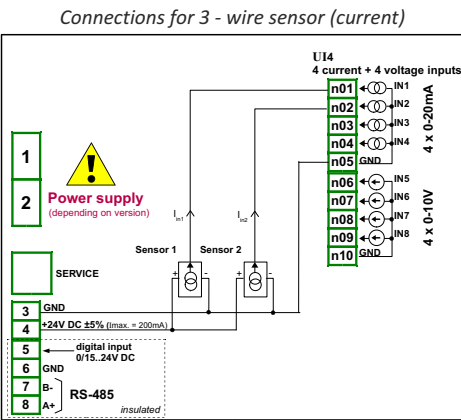 Connections for 3 - wire sensor (current)
UI4
4 current + 4 voltage inputs
n01 IN1
n02 IN2
n03 IN3
n04 IN4
n05 GND
4 x 0-20mA
n06 IN5
n07 IN6
n08 IN7
n09 IN8
n10 GND
4 x 0-10V
1
2
Power supply
(depending on version)
Iin1
Iin2
Sensor 1 Sensor 2
+ - + -
SERVICE
3 GND
4 +24V DC ±5% (Imax. = 200mA)
5 digital input
0/15..24V DC
6 GND
7 B-
8 A+
RS-485
insulated